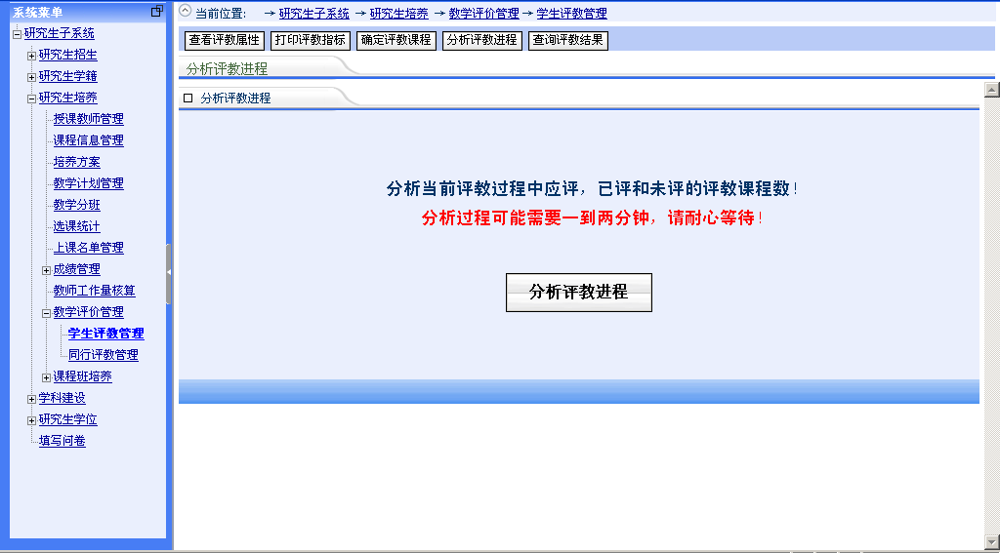 系统菜单
研究生子系统
研究生招生
研究生学籍
研究生培养
授课教师管理
课程信息管理
培养方案
教学计划管理
教学分班
选课统计
上课名单管理
成绩管理
教师工作量核算
教学评价管理
学生评教管理
同行评教管理
课程班培养
学科建设
研究生学位
填写问卷
当前位置: → 研究生子系统 → 研究生培养 → 教学评价管理 → 学生评教管理
查看评教属性 打印评教指标 确定评教课程 分析评教进程 查询评教结果
分析评教进程
分析评教进程
分析当前评教过程中应评，已评和未评的评教课程数！
分析过程可能需要一到两分钟，请耐心等待！
分析评教进程